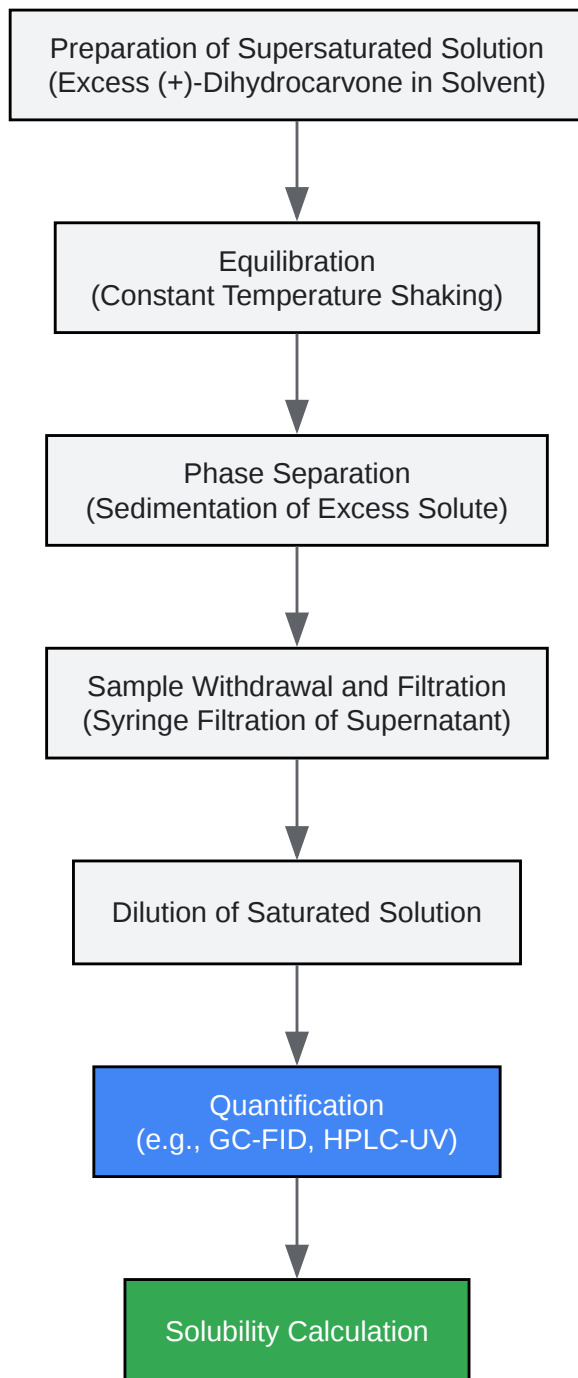 Preparation of Supersaturated Solution
(Excess (+)-Dihydrocarvone in Solvent)
Equilibration
(Constant Temperature Shaking)
Phase Separation
(Sedimentation of Excess Solute)
Sample Withdrawal and Filtration
(Syringe Filtration of Supernatant)
Dilution of Saturated Solution
Quantification
(e.g., GC-FID, HPLC-UV)
Solubility Calculation